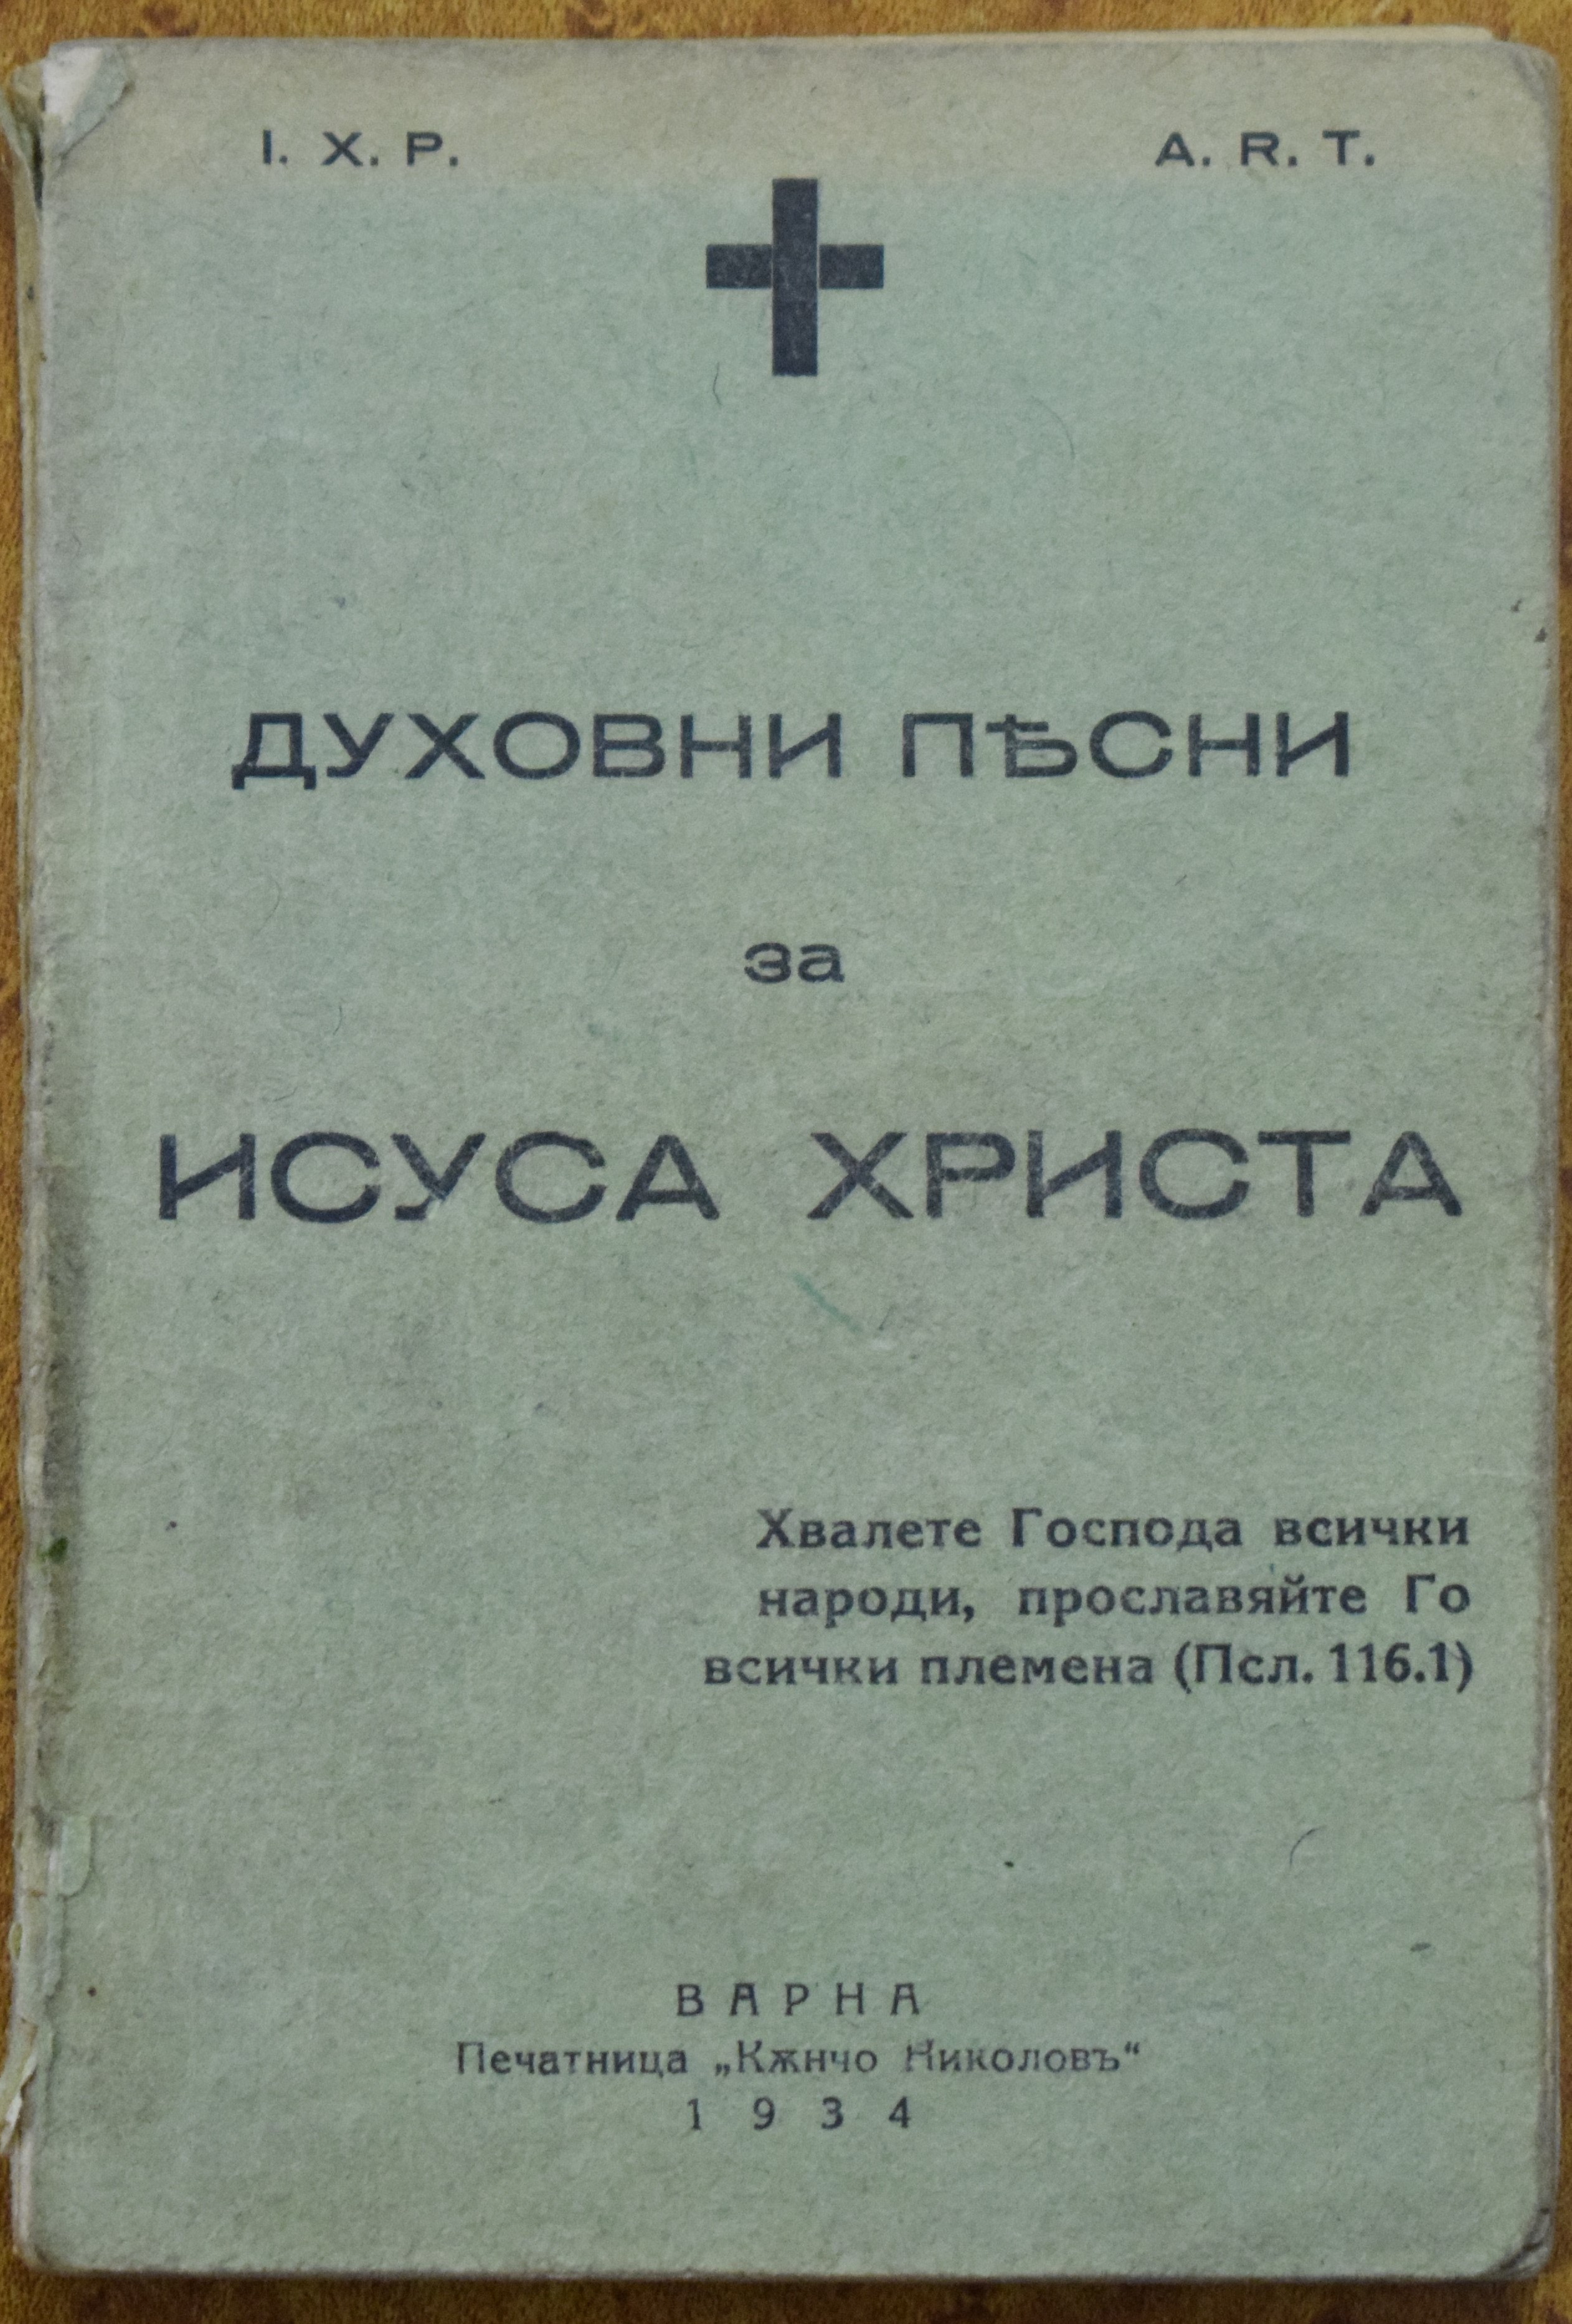 I. X. P. A. R. T.
ДУХОВНИ ПѢСНИ
за
ИСУСА ХРИСТА
Хвалете Господа всички
народи, прославяйте Го
всички племена (Псл. 116.1)
ВАРНА
Печатница „Кѫнчо Николовъ“
1934